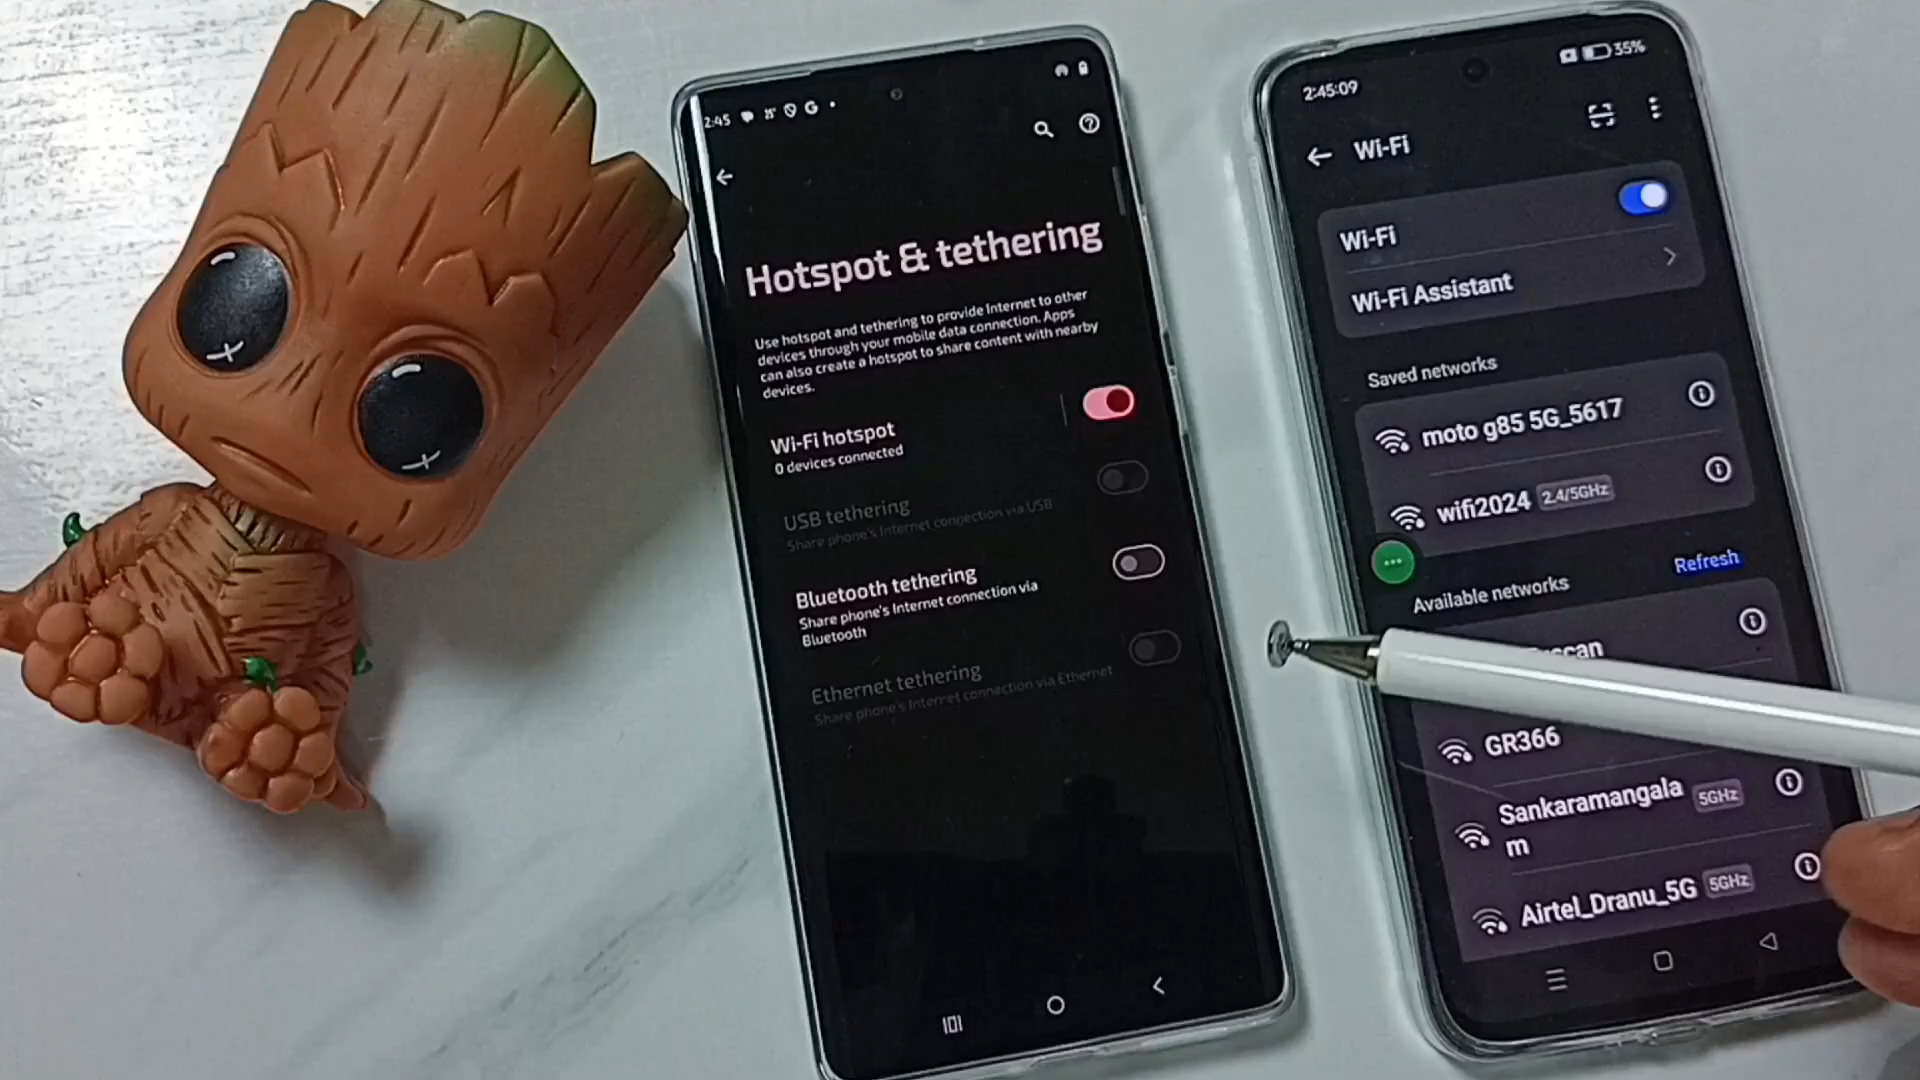 2:45
Hotspot & tethering
Use hotspot and tethering to provide Internet to other
devices through your mobile data connection. Apps
can also create a hotspot to share content with nearby
devices.
Wi-Fi hotspot
0 devices connected
USB tethering
Share phone's Internet connection via USB
Bluetooth tethering
Share phone's Internet connection via
Bluetooth
Ethernet tethering
Share phone's Internet connection via Ethernet
2:45:09
35%
Wi-Fi
Wi-Fi
Wi-Fi Assistant
Saved networks
moto g85 5G_5617
wifi2024 2.4/5GHz
Available networks
Refresh
GR366
Sankaramangala 5GHz
m
Airtel_Dranu_5G 5GHz